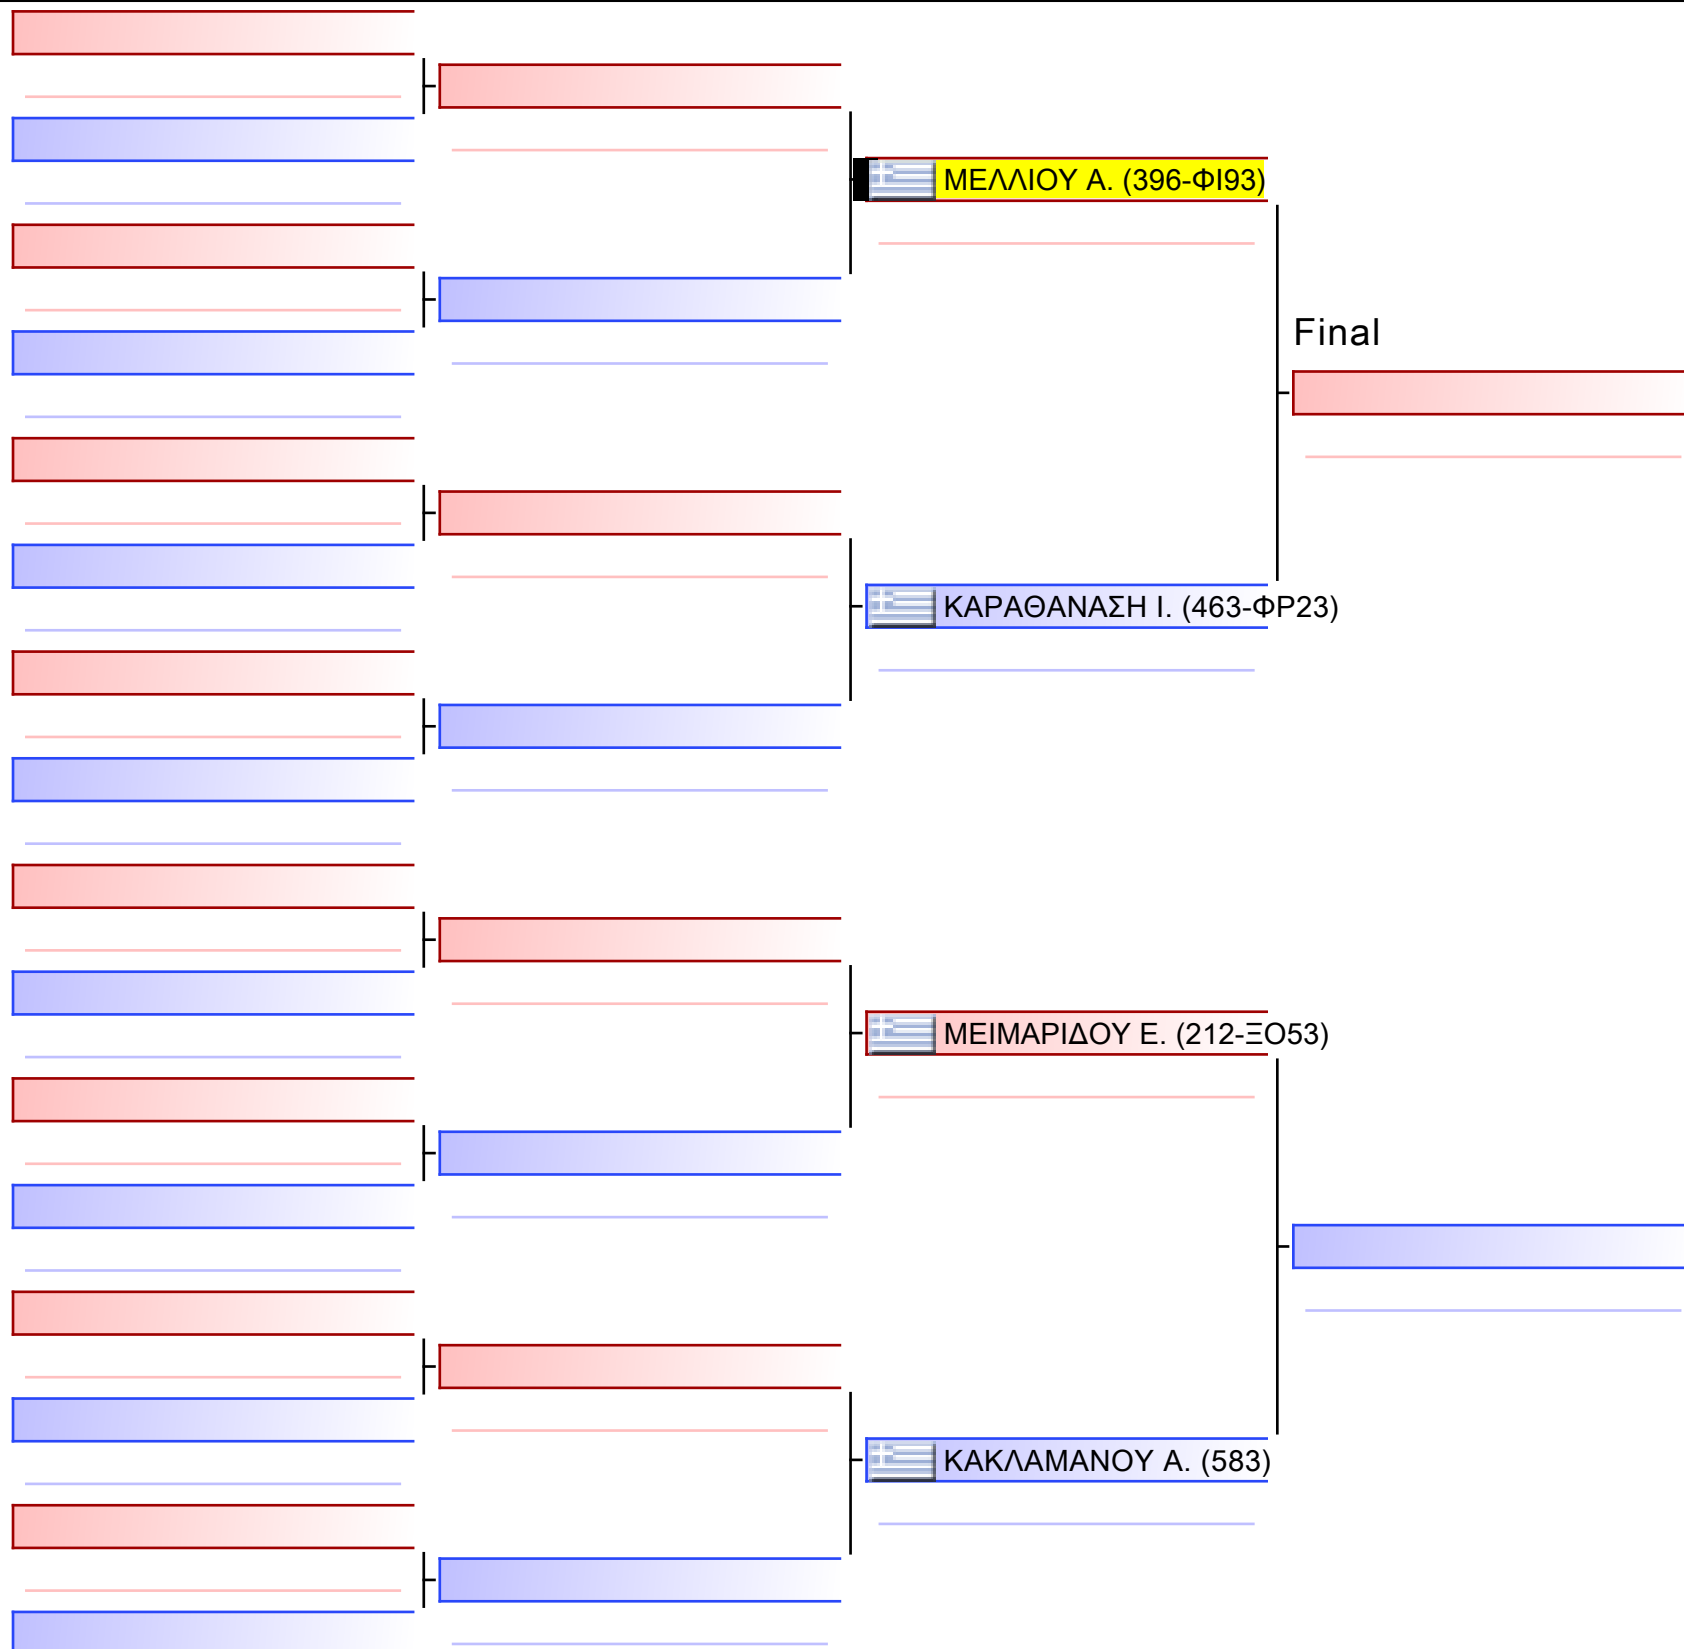 ΜΕΛΛΙΟΥ Α. (396-ΦΙ93)
Final
ΚΑΡΑΘΑΝΑΣΗ Ι. (463-ΦΡ23)
ΜΕΙΜΑΡΙΔΟΥ Ε. (212-ΞΟ53)
ΚΑΚΛΑΜΑΝΟΥ Α. (583)